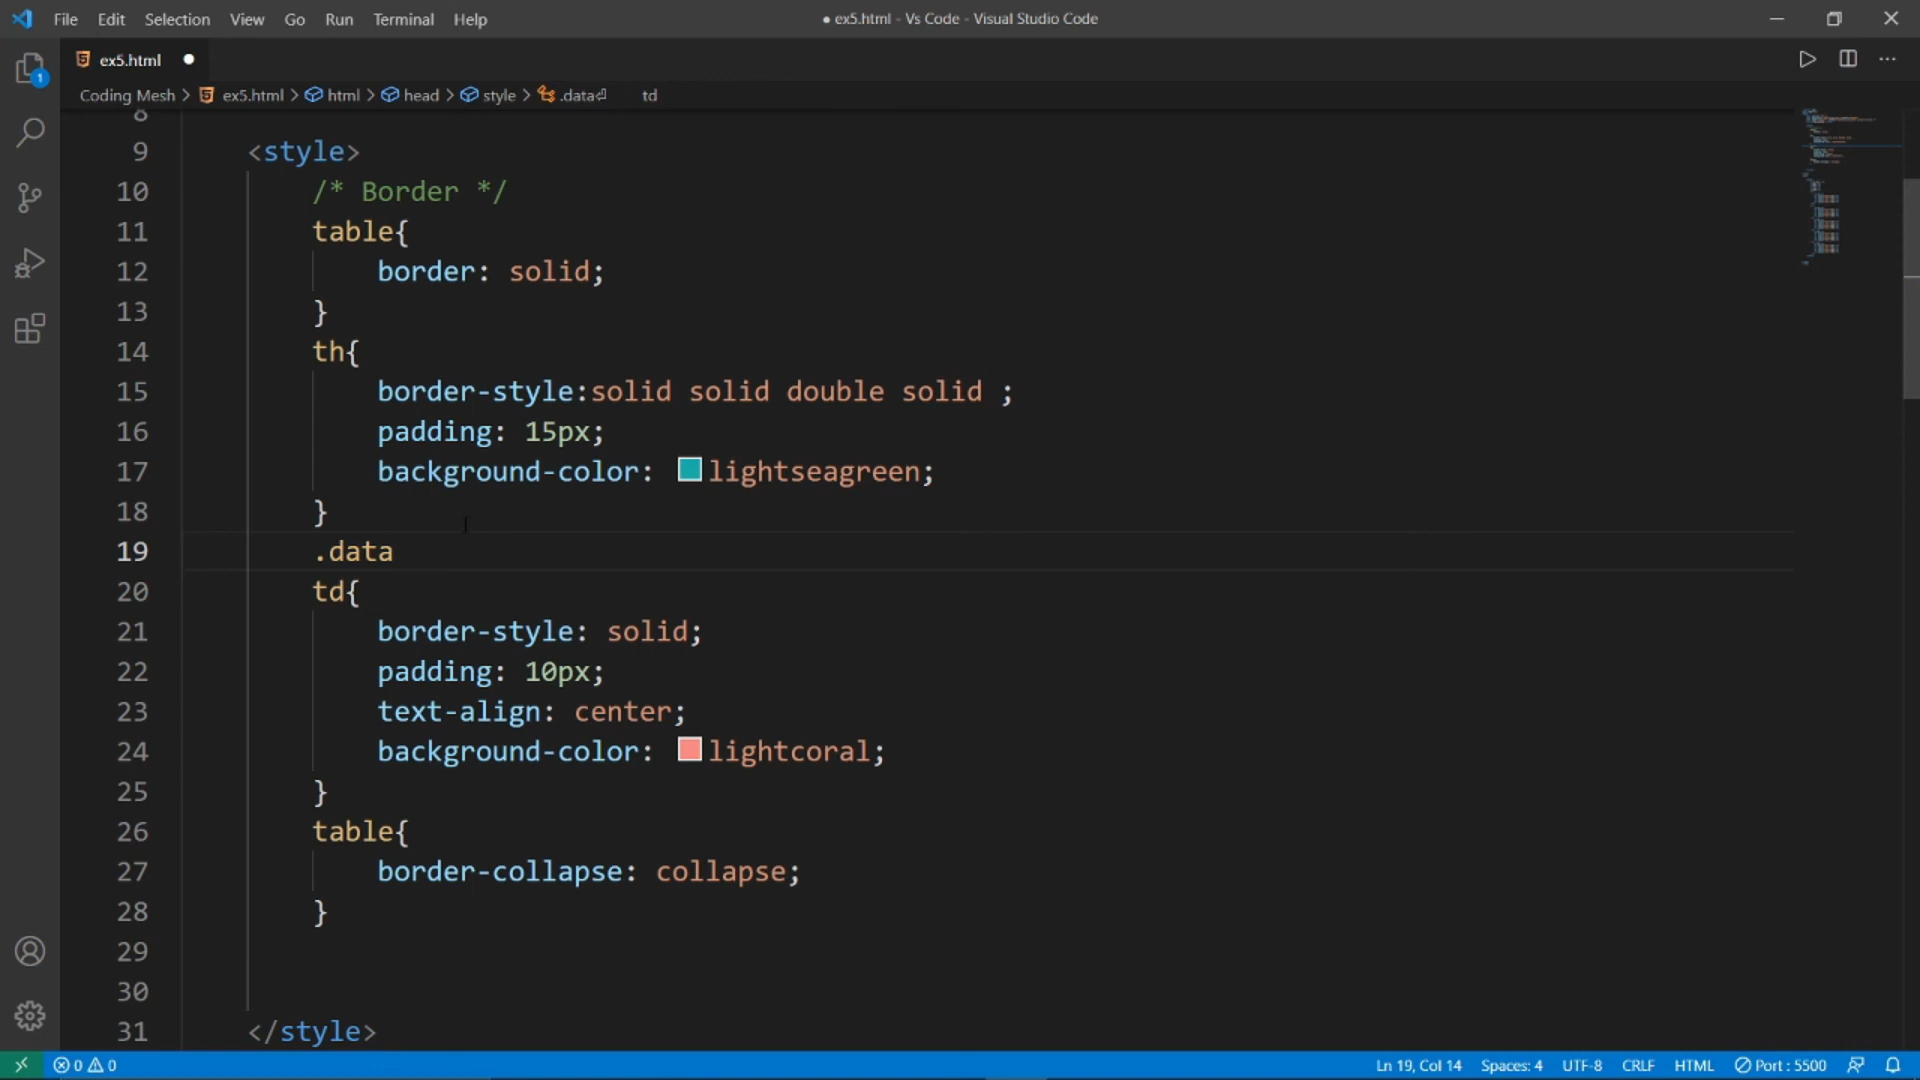 File Edit Selection View Go Run Terminal Help
● ex5.html - Vs Code - Visual Studio Code
ex5.html ●
Coding Mesh > ex5.html > html > head > style > .data⏎ td
8
9 <style>
10 /* Border */
11 table{
12 border: solid;
13 }
14 th{
15 border-style:solid solid double solid ;
16 padding: 15px;
17 background-color: lightseagreen;
18 }
19 .data
20 td{
21 border-style: solid;
22 padding: 10px;
23 text-align: center;
24 background-color: lightcoral;
25 }
26 table{
27 border-collapse: collapse;
28 }
29
30
31 </style>
1
0 0 Ln 19, Col 14 Spaces: 4 UTF-8 CRLF HTML Port : 5500